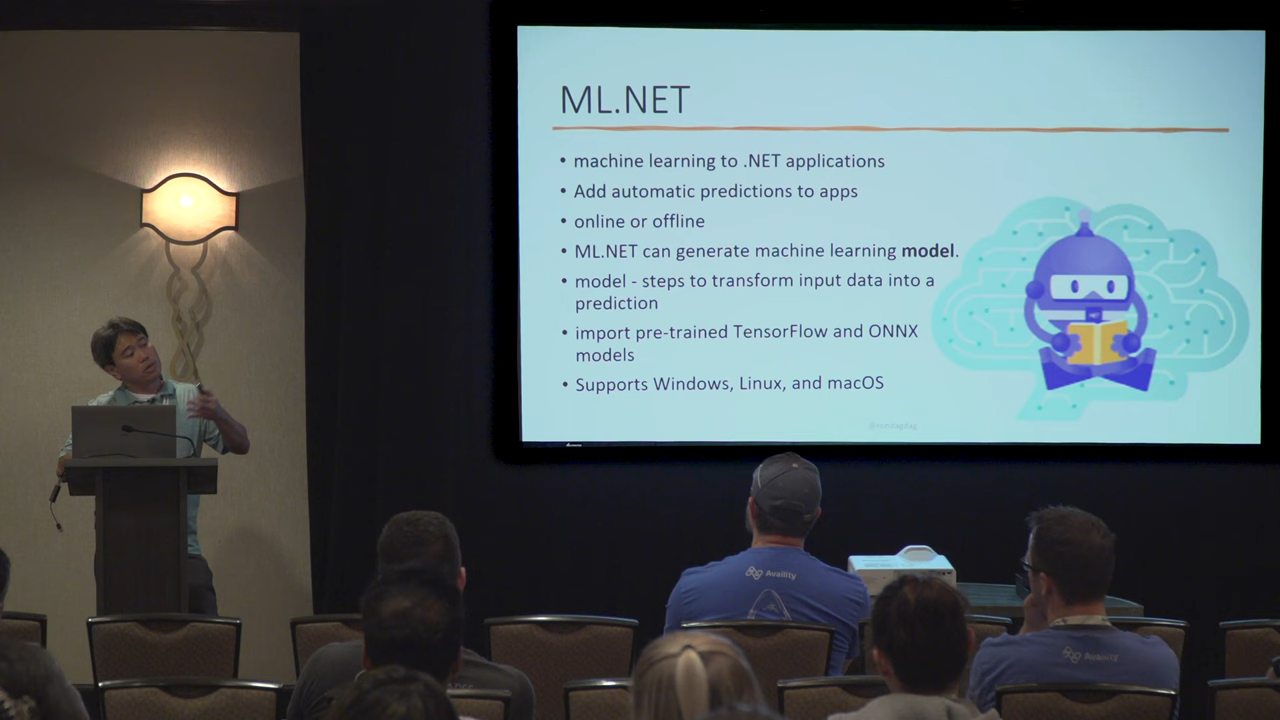 ML.NET
• machine learning to .NET applications
• Add automatic predictions to apps
• online or offline
• ML.NET can generate machine learning model.
• model - steps to transform input data into a
prediction
• import pre-trained TensorFlow and ONNX
models
• Supports Windows, Linux, and macOS
Availity
Availity